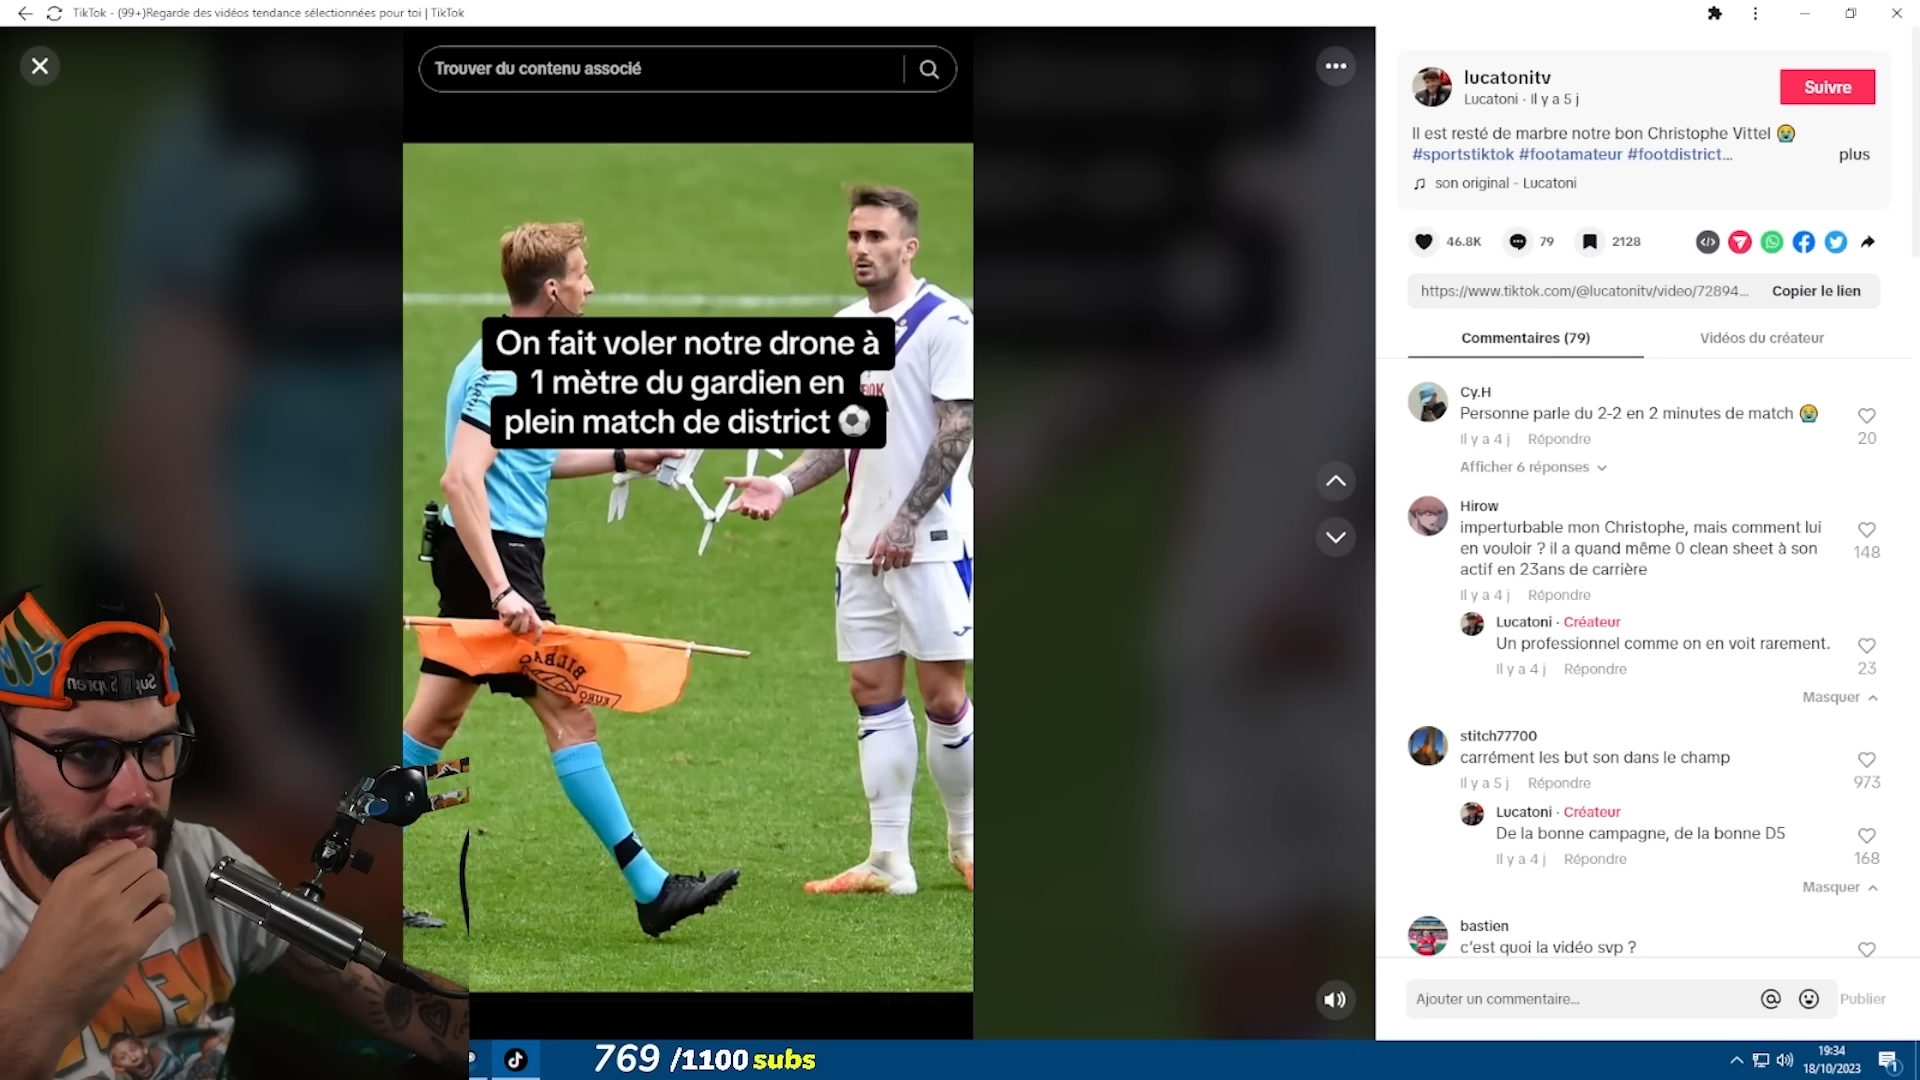 TikTok - (99+)Regarde des vidéos tendance sélectionnées pour toi | TikTok
Trouver du contenu associé
On fait voler notre drone à
1 mètre du gardien en
plein match de district
BILBAO
lucatonitv
Lucatoni · Il y a 5 j
Suivre
Il est resté de marbre notre bon Christophe Vittel
#sportstiktok #footamateur #footdistrict...
plus
son original - Lucatoni
46.8K
79
2128
https://www.tiktok.com/@lucatonitv/video/72894...
Copier le lien
Commentaires (79)
Vidéos du créateur
Cy.H
Personne parle du 2-2 en 2 minutes de match
Il y a 4 j
Répondre
20
Afficher 6 réponses
Hirow
imperturbable mon Christophe, mais comment lui
en vouloir ? il a quand même 0 clean sheet à son
actif en 23ans de carrière
148
Il y a 4 j
Répondre
Lucatoni · Créateur
Un professionnel comme on en voit rarement.
Il y a 4 j
Répondre
23
Masquer
stitch77700
carrément les but son dans le champ
Il y a 5 j
Répondre
973
Lucatoni · Créateur
De la bonne campagne, de la bonne D5
Il y a 4 j
Répondre
168
Masquer
bastien
c'est quoi la vidéo svp ?
Ajouter un commentaire...
Publier
769 /1100 subs
19:34
18/10/2023
1